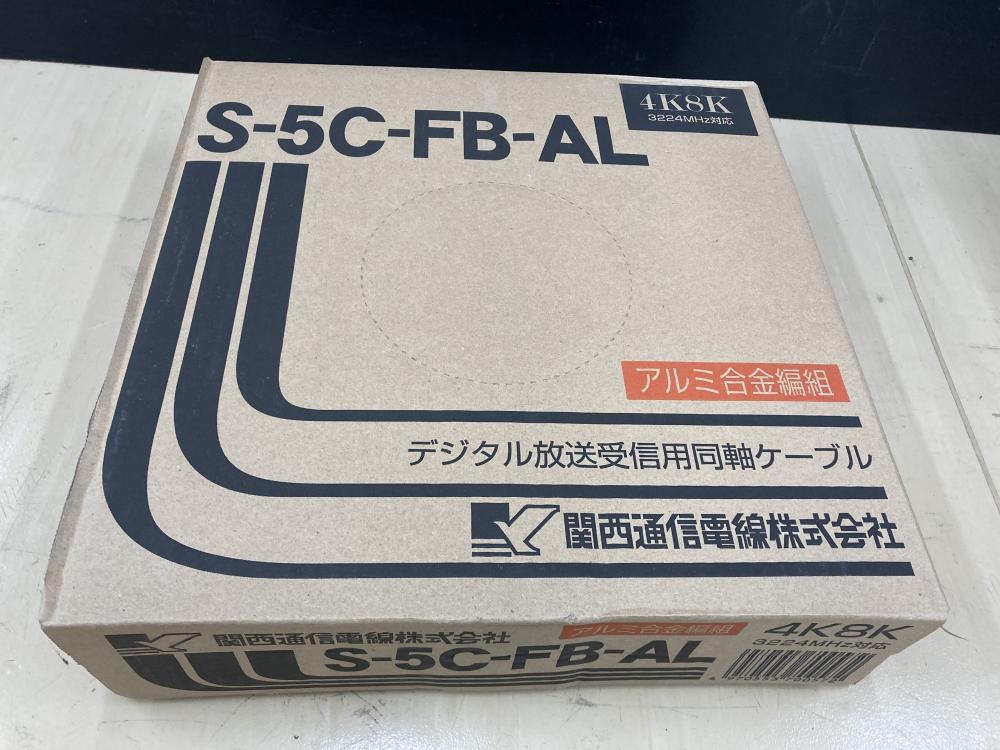 S-5C-FB-AL
4K8K
3224MHz対応
アルミ合金編組
デジタル放送受信用同軸ケーブル
関西通信電線株式会社
関西通信電線株式会社
アルミ合金編組
4K8K
3224MHz対応
S-5C-FB-AL